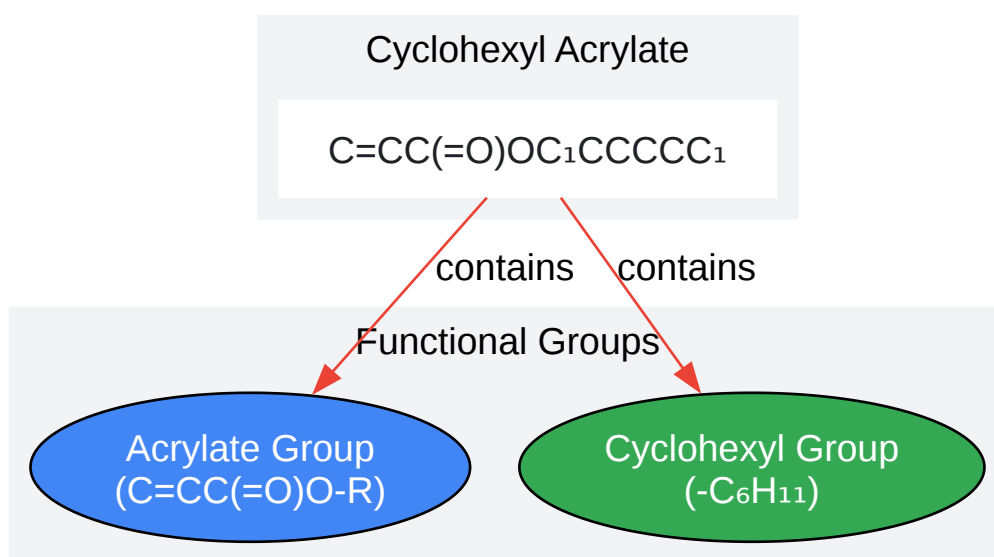 Cyclohexyl Acrylate
C=CC(=O)OC₁CCCCC₁
contains
contains
Functional Groups
Acrylate Group
(C=CC(=O)O-R)
Cyclohexyl Group
(-C₆H₁₁)